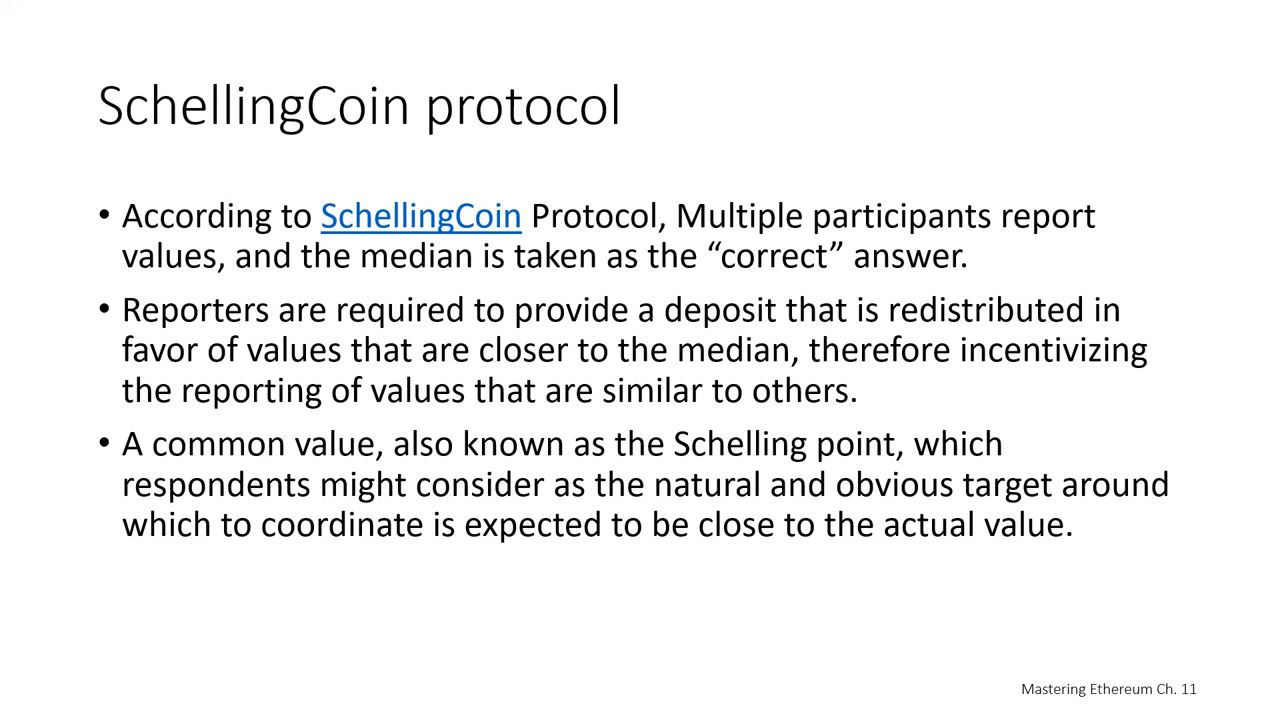 SchellingCoin protocol
• According to SchellingCoin Protocol, Multiple participants report
values, and the median is taken as the “correct” answer.
• Reporters are required to provide a deposit that is redistributed in
favor of values that are closer to the median, therefore incentivizing
the reporting of values that are similar to others.
• A common value, also known as the Schelling point, which
respondents might consider as the natural and obvious target around
which to coordinate is expected to be close to the actual value.
Mastering Ethereum Ch. 11